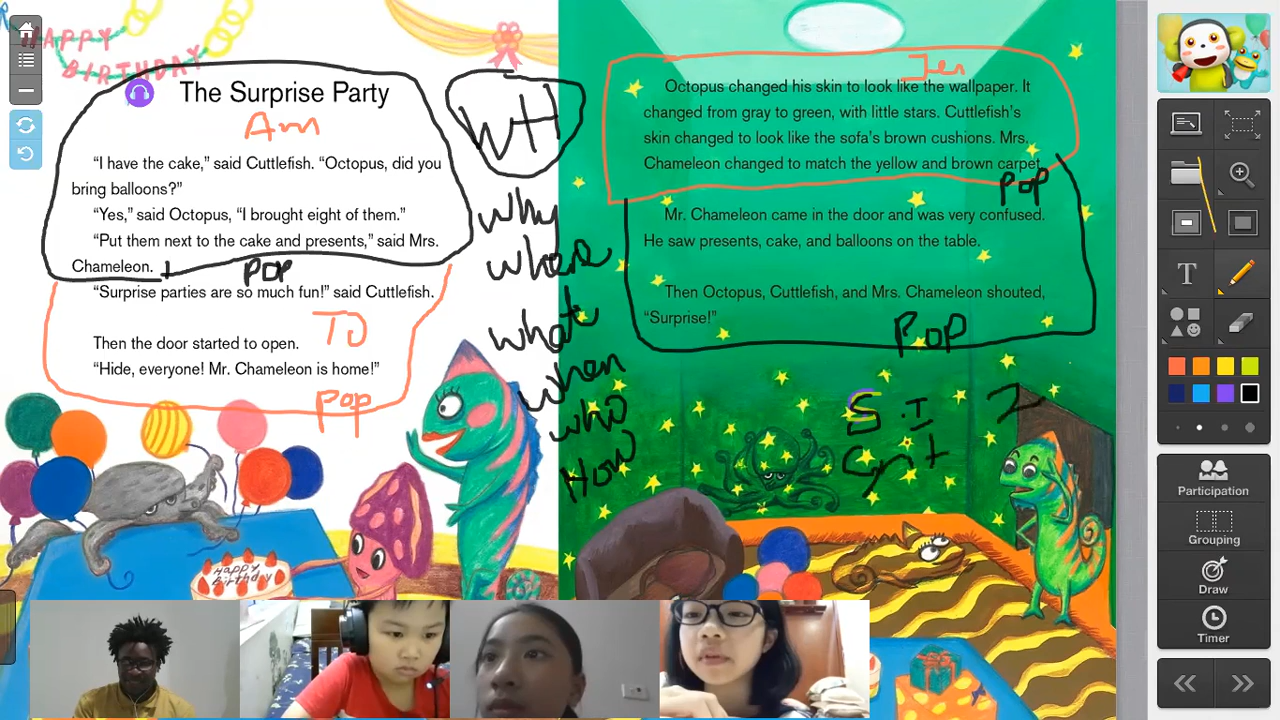 HAPPY
BIRTHDAY
The Surprise Party
Ann
“I have the cake,” said Cuttlefish. “Octopus, did you
bring balloons?”
“Yes,” said Octopus, “I brought eight of them.”
“Put them next to the cake and presents,” said Mrs.
Chameleon.
POP
“Surprise parties are so much fun!” said Cuttlefish.
TO
Then the door started to open.
“Hide, everyone! Mr. Chameleon is home!”
POP
Happy
Birthday
WH
why
where
what
when
who
How
Jen
Octopus changed his skin to look like the wallpaper. It
changed from gray to green, with little stars. Cuttlefish’s
skin changed to look like the sofa’s brown cushions. Mrs.
Chameleon changed to match the yellow and brown carpet.
POP
Mr. Chameleon came in the door and was very confused.
He saw presents, cake, and balloons on the table.
Then Octopus, Cuttlefish, and Mrs. Chameleon shouted,
“Surprise!”
POP
S
T
Participation
Grouping
Draw
Timer